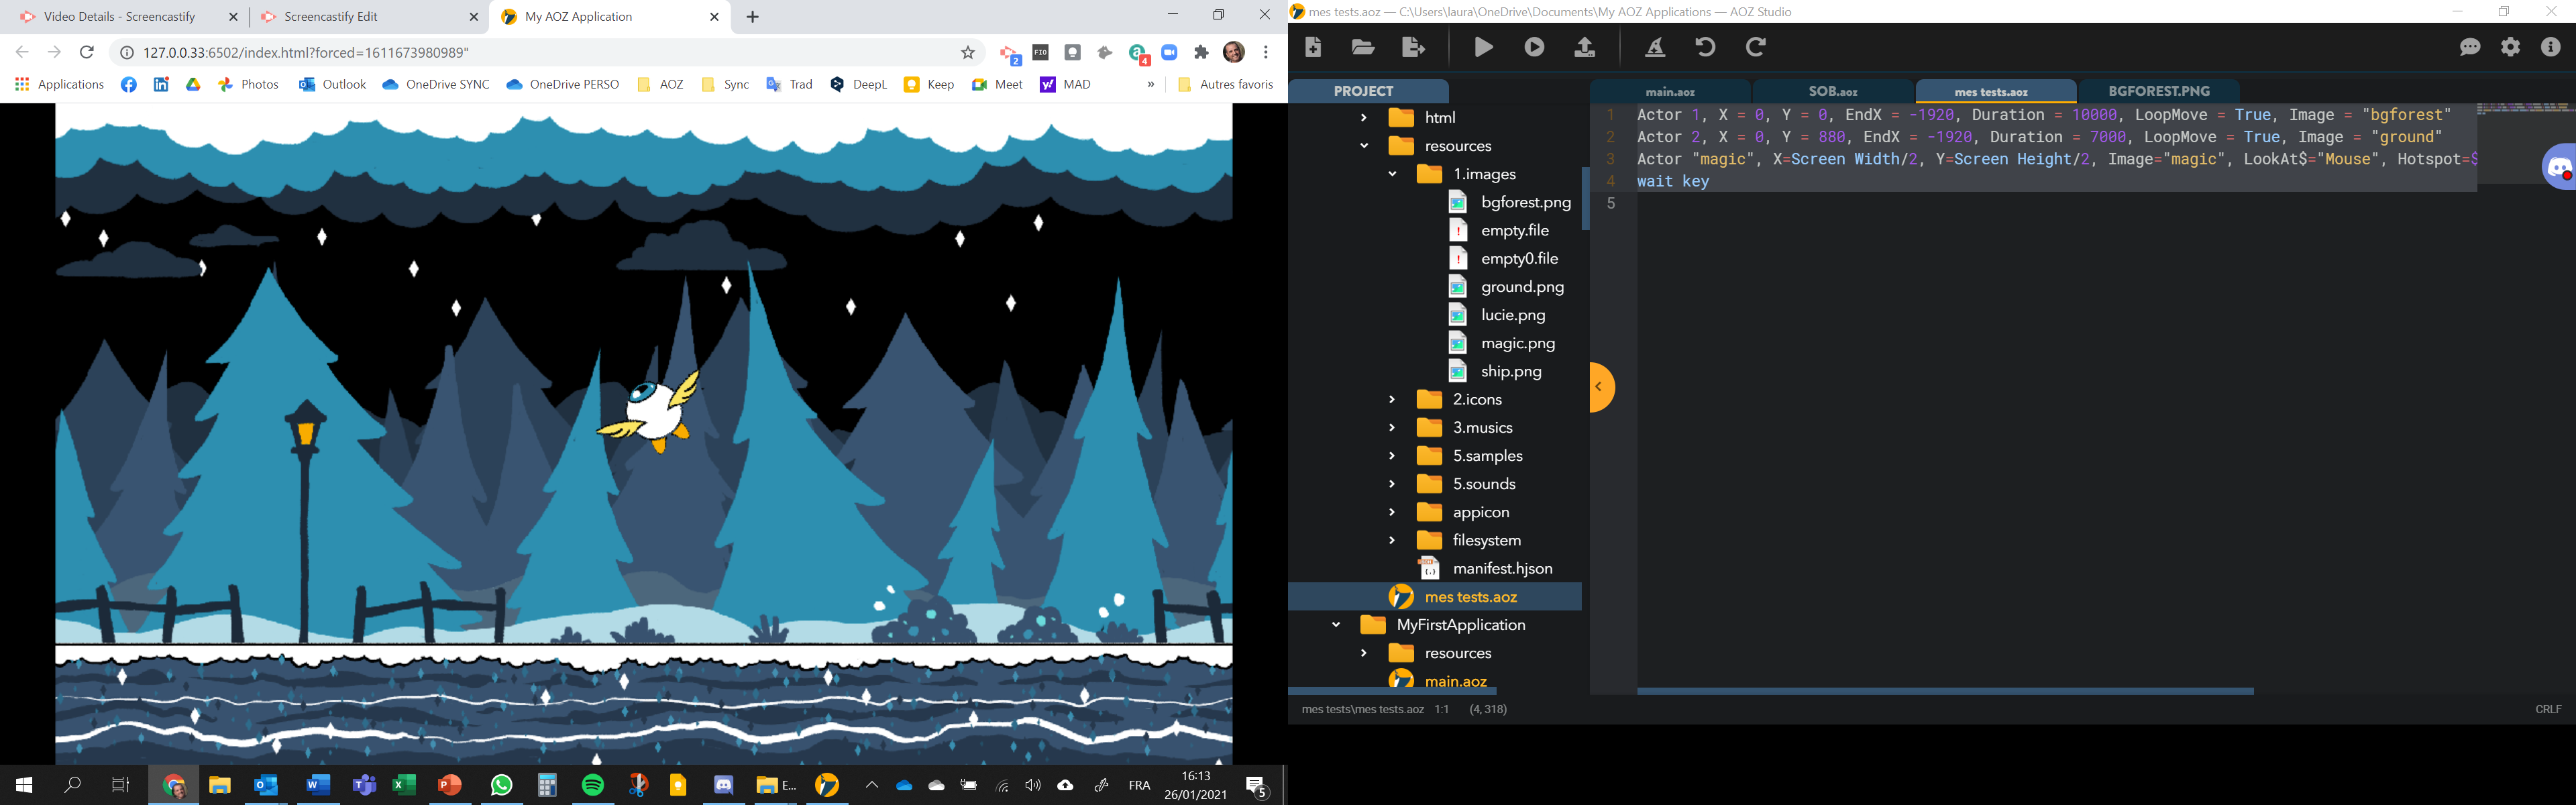 Video Details - Screencastify
Screencastify Edit
My AOZ Application
127.0.0.33:6502/index.html?forced=1611673980989"
FIO
2
4
Applications
Photos
Outlook
OneDrive SYNC
OneDrive PERSO
AOZ
Sync
Trad
DeepL
Keep
Meet
MAD
»
Autres favoris
E...
FRA
16:13
26/01/2021
5
mes tests.aoz — C:\Users\laura\OneDrive\Documents\My AOZ Applications — AOZ Studio
PROJECT
html
resources
1.images
bgforest.png
empty.file
empty0.file
ground.png
lucie.png
magic.png
ship.png
2.icons
3.musics
5.samples
5.sounds
appicon
filesystem
manifest.hjson
mes tests.aoz
MyFirstApplication
resources
main.aoz
main.aoz
SOB.aoz
mes tests.aoz
BGFOREST.PNG
1 Actor 1, X = 0, Y = 0, EndX = -1920, Duration = 10000, LoopMove = True, Image = "bgforest"
2 Actor 2, X = 0, Y = 880, EndX = -1920, Duration = 7000, LoopMove = True, Image = "ground"
3 Actor "magic", X=Screen Width/2, Y=Screen Height/2, Image="magic", LookAt$="Mouse", Hotspot=
4 wait key
5
mes tests\mes tests.aoz 1:1 (4, 318)
CRLF